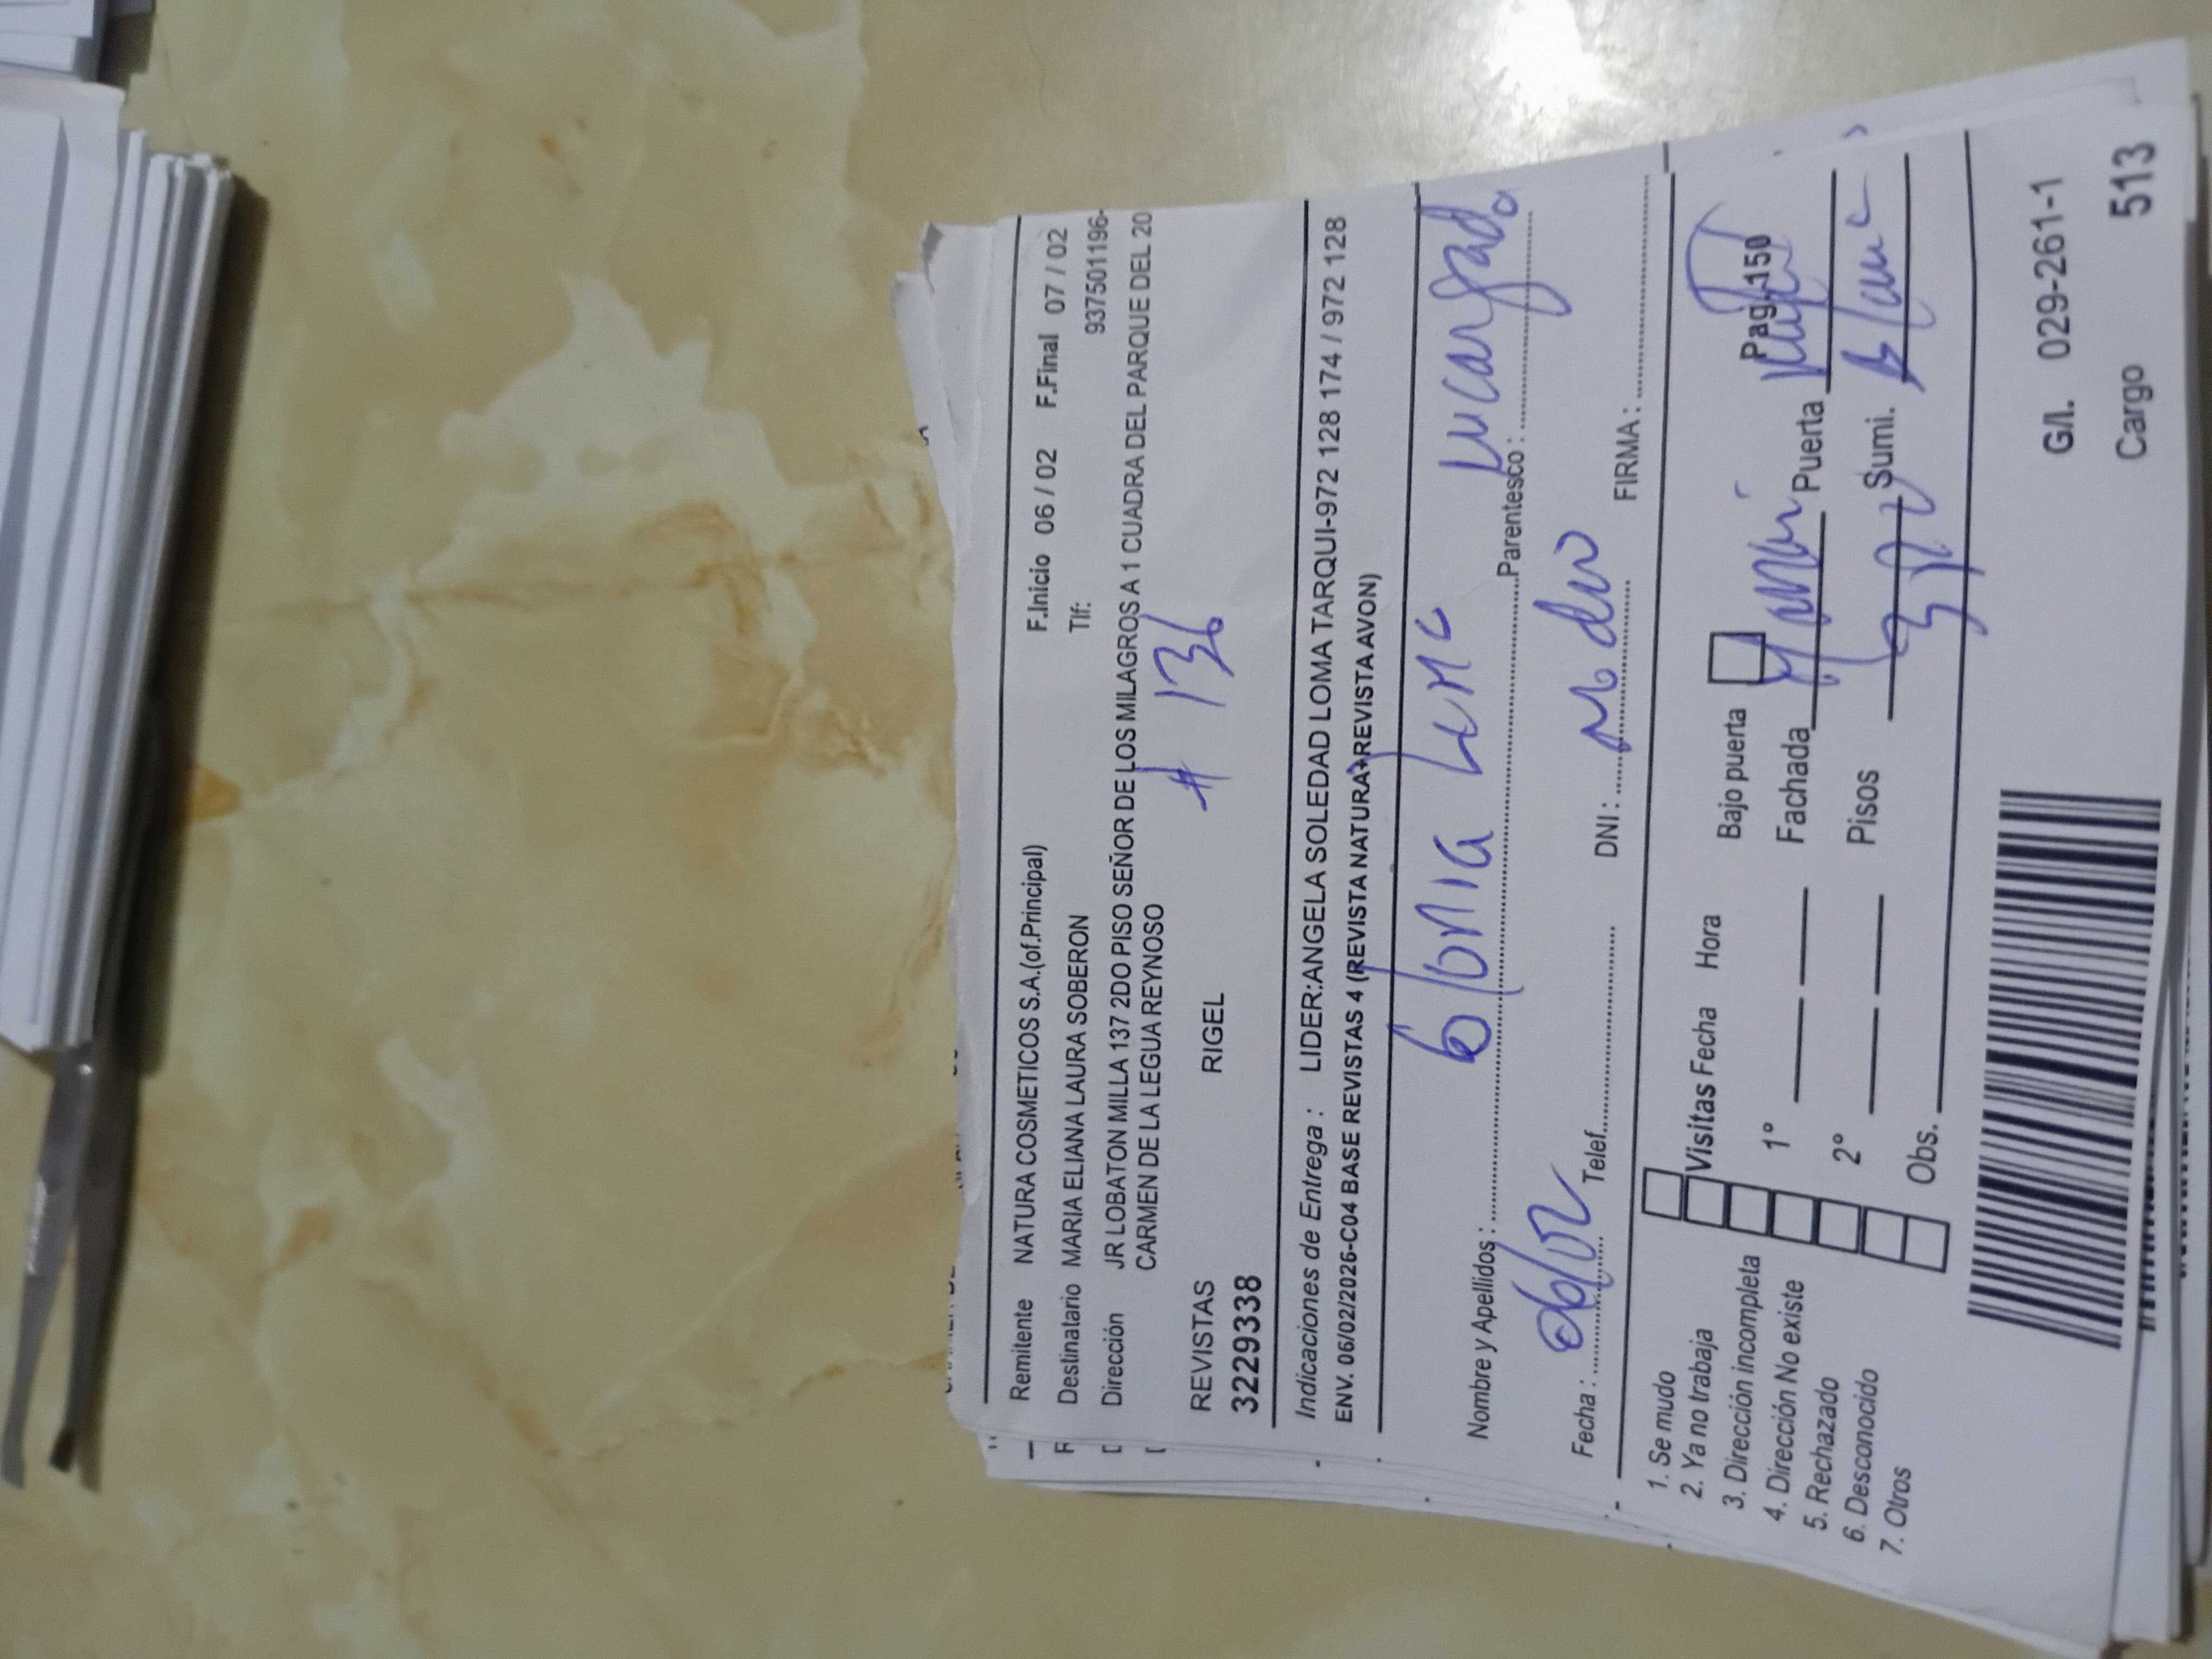 Remitente NATURA COSMETICOS S.A.(of.Principal) F.Inicio 06 / 02 F.Final 07 / 02
Destinatario MARIA ELIANA LAURA SOBERON Tlf: 937501196-
Dirección JR LOBATON MILLA 137 2DO PISO SEÑOR DE LOS MILAGROS A 1 CUADRA DEL PARQUE DEL 20
CARMEN DE LA LEGUA REYNOSO
# 136
REVISTAS RIGEL
3229338
Indicaciones de Entrega : LIDER:ANGELA SOLEDAD LOMA TARQUI-972 128 174 / 972 128
ENV. 06/02/2026-C04 BASE REVISTAS 4 (REVISTA NATURA+REVISTA AVON)
Nombre y Apellidos : Parentesco :
Fecha : 06/02 Telef. DNI : FIRMA :
1. Se mudo
2. Ya no trabaja
3. Dirección incompleta
4. Dirección No existe
5. Rechazado
6. Desconocido
7. Otros
Visitas Fecha Hora Bajo puerta Pag.150
1° Fachada Puerta
2° Pisos Sumi.
Obs.
G/I. 029-261-1
Cargo 513